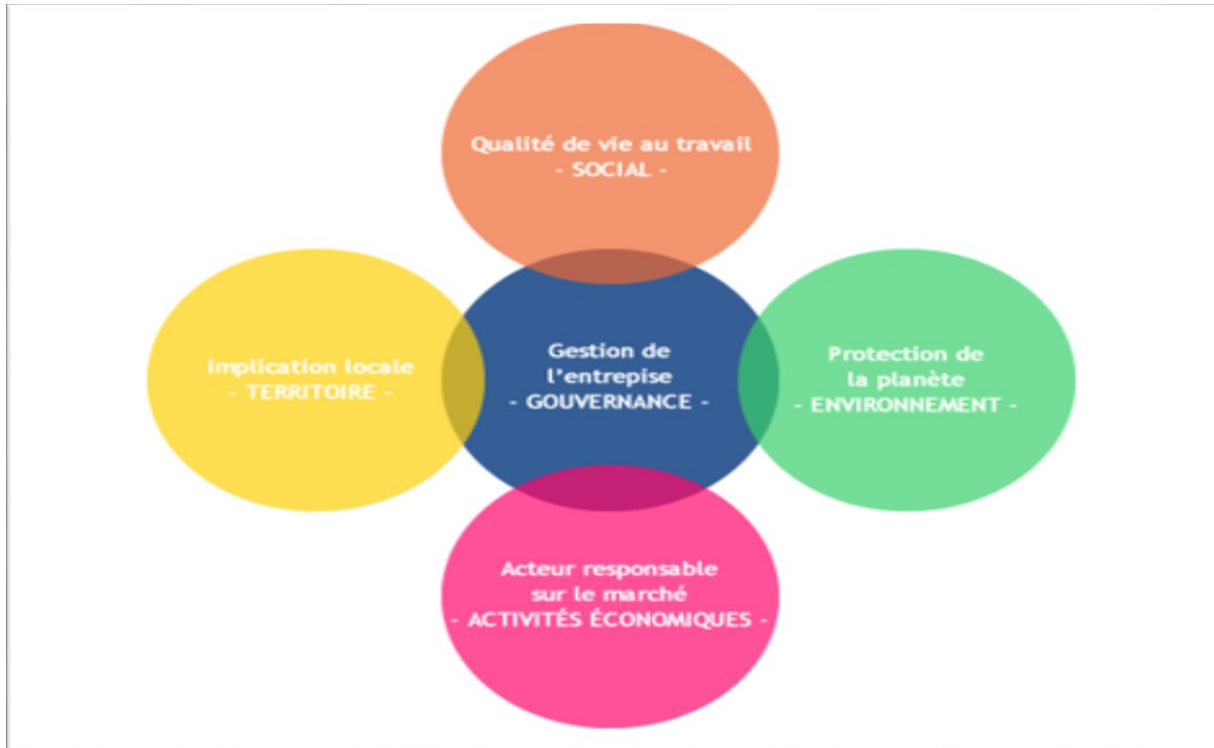 Qualité de vie au travail
- SOCIAL -
Implication locale
- TERRITOIRE -
Gestion de
l'entrepise
- GOUVERNANCE -
Protection de
la planète
- ENVIRONNEMENT -
Acteur responsable
sur le marché
- ACTIVITÉS ÉCONOMIQUES -